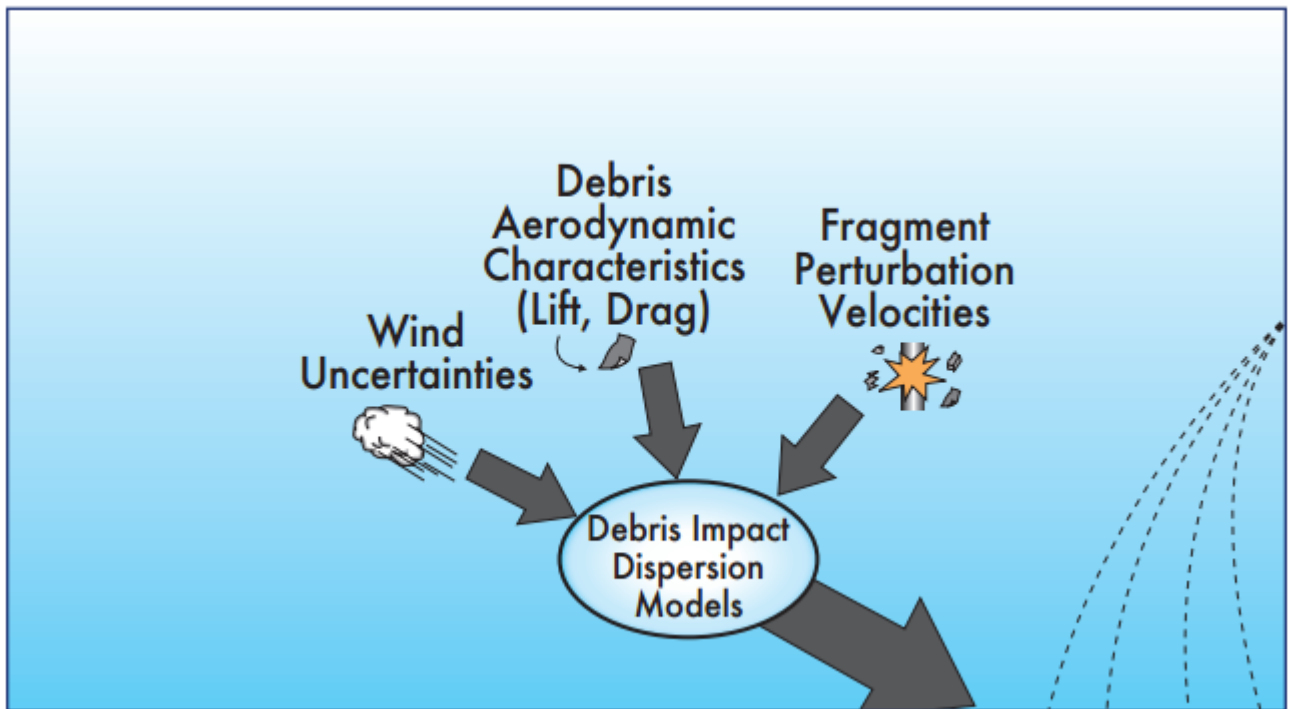 Debris
Aerodynamic
Characteristics
(Lift, Drag)
Fragment
Perturbation
Velocities
Wind
Uncertainties
Debris Impact
Dispersion
Models